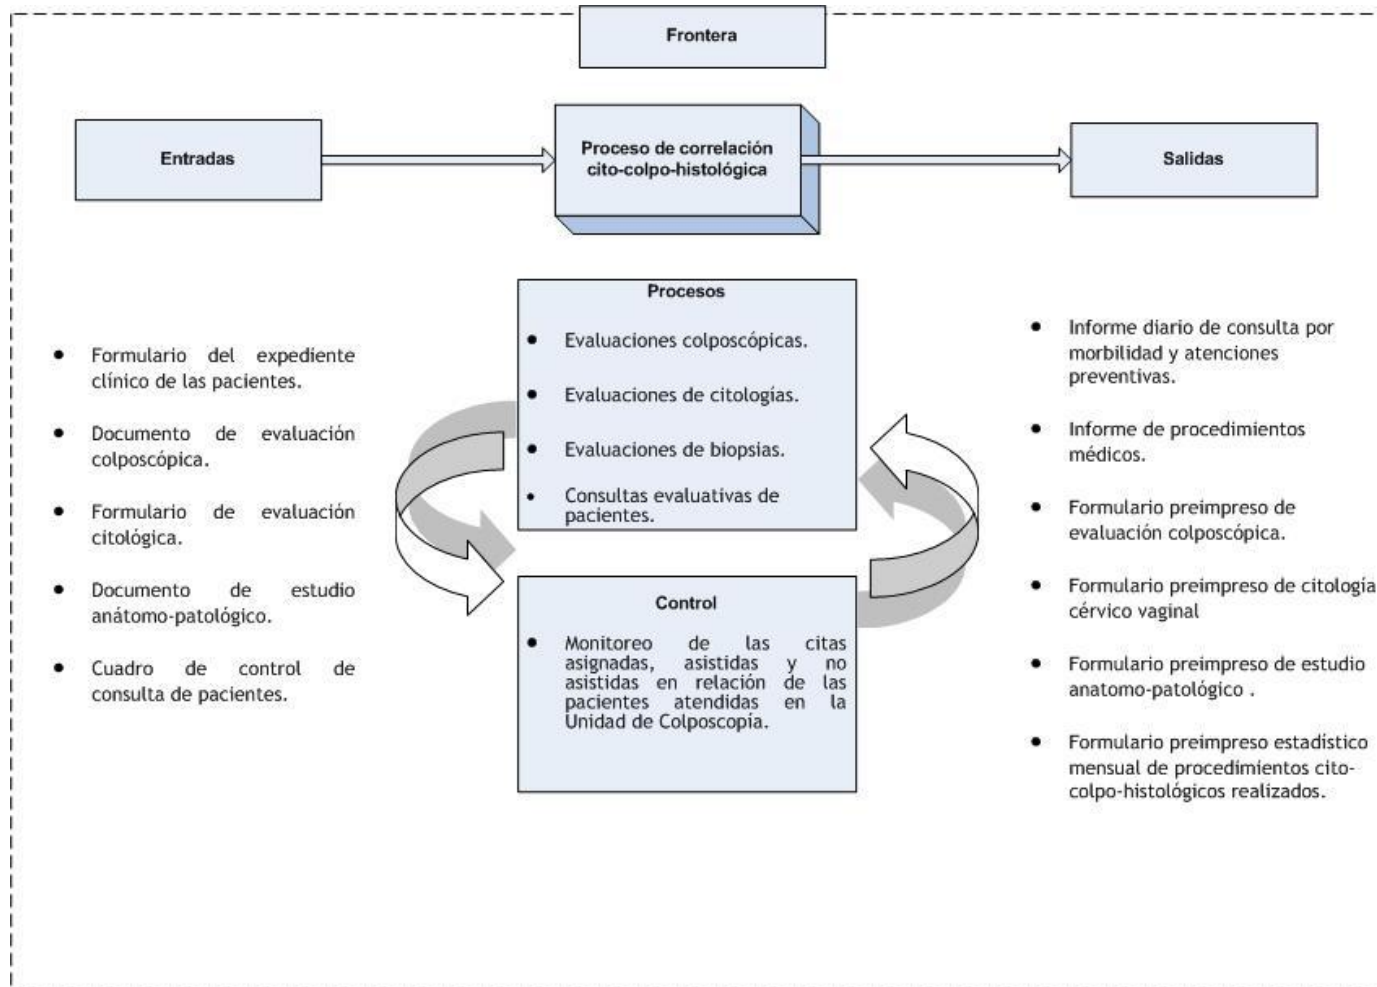 Frontera
Entradas
Proceso de correlación
cito-colpo-histológica
Salidas
● Formulario del expediente
clínico de las pacientes.
● Documento de evaluación
colposcópica.
● Formulario de evaluación
citológica.
● Documento de estudio
anátomo-patológico.
● Cuadro de control de
consulta de pacientes.
Procesos
● Evaluaciones colposcópicas.
● Evaluaciones de citologías.
● Evaluaciones de biopsias.
● Consultas evaluativas de
pacientes.
Control
● Monitoreo de las citas
asignadas, asistidas y no
asistidas en relación de las
pacientes atendidas en la
Unidad de Colposcopía.
● Informe diario de consulta por
morbilidad y atenciones
preventivas.
● Informe de procedimientos
médicos.
● Formulario preimpreso de
evaluación colposcópica.
● Formulario preimpreso de citología
cérvico vaginal
● Formulario preimpreso de estudio
anatomo-patológico .
● Formulario preimpreso estadístico
mensual de procedimientos cito-
colpo-histológicos realizados.